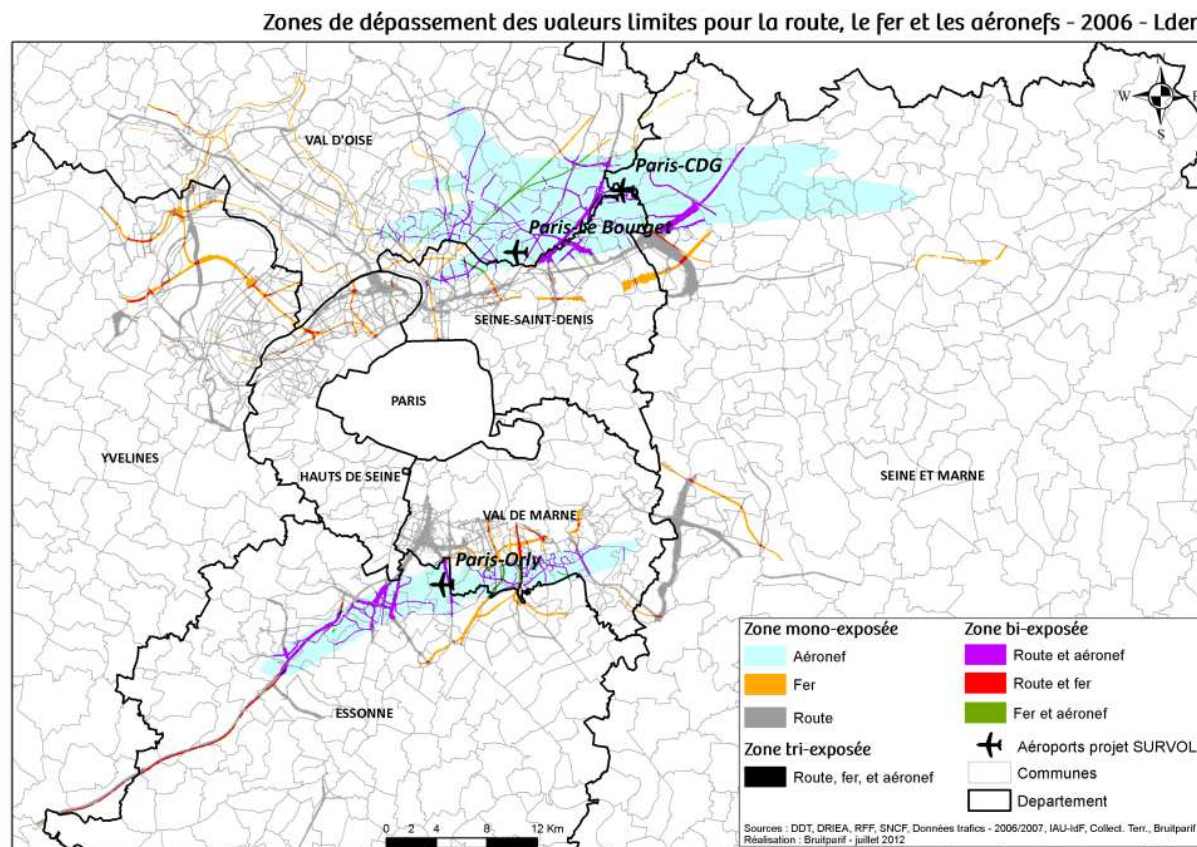 Zones de dépassement des valeurs limites pour la route, le fer et les aéronefs - 2006 - Lden
W
E
S
VAL D'OISE
Paris-CDG
Paris-Le Bourget
SEINE-SAINT-DENIS
PARIS
YVELINES
HAUTS DE SEINE
SEINE ET MARNE
VAL DE MARNE
Paris-Orly
ESSONNE
Zone mono-exposée
Aéronef
Fer
Route
Zone tri-exposée
Route, fer, et aéronef
Zone bi-exposée
Route et aéronef
Route et fer
Fer et aéronef
Aéroports projet SURVOL
Communes
Departement
0 2 4 8 12 Km
Sources : DDT, DRIEA, RFF, SNCF, Données trafics - 2006/2007, IAU-IdF, Collect. Terr., Bruitparif
Réalisation : Bruitparif - juillet 2012